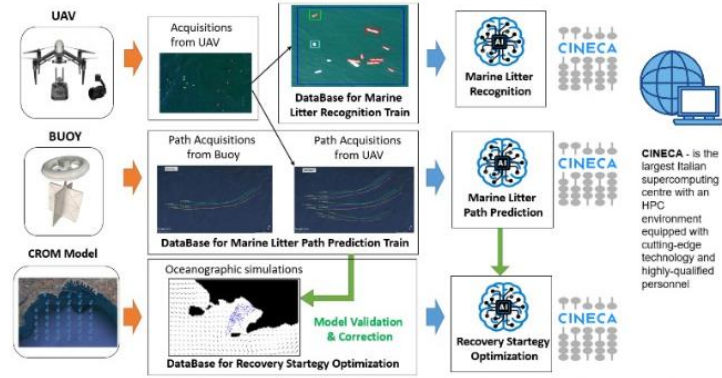 UAV
Acquisitions
from UAV
DataBase for Marine
Litter Recognition Train
AI
Marine Litter
Recognition
CINECA
BUOY
Path Acquisitions
from Buoy
Path Acquisitions
from UAV
DataBase for Marine Litter Path Prediction Train
AI
Marine Litter
Path Prediction
CINECA
CINECA - is the
largest Italian
supercomputing
centre with an
HPC
environment
equipped with
cutting-edge
technology and
highly-qualified
personnel
CROM Model
Oceanographic simulations
Model Validation
& Correction
DataBase for Recovery Startegy Optimization
AI
Recovery Startegy
Optimization
CINECA